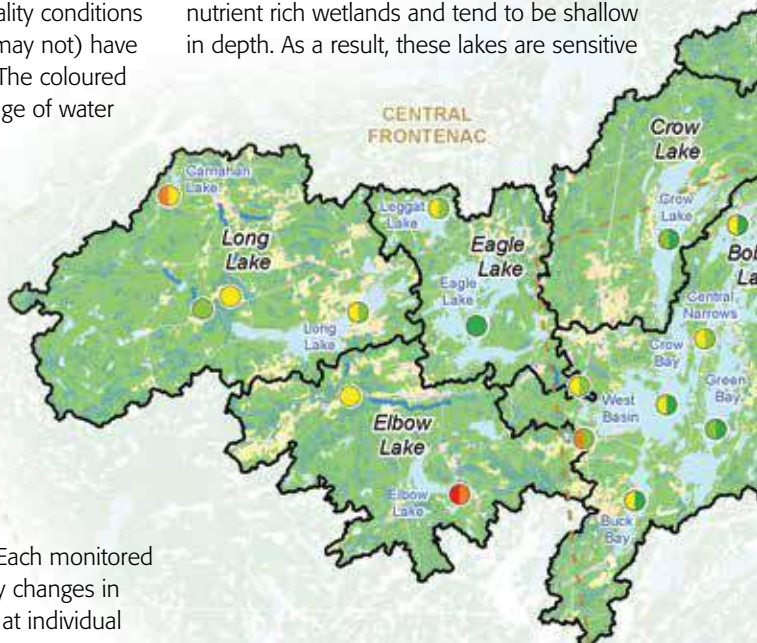 ality conditions
may not) have
The coloured
ge of water
nutrient rich wetlands and tend to be shallow
in depth. As a result, these lakes are sensitive
CENTRAL
FRONTENAC
Crow
Lake
Carnahan
Lake
Long
Lake
Leggat
Lake
Eagle
Lake
Eagle
Lake
Crow
Lake
Bob
La
Central
Narrows
Long
Lake
Crow
Bay
Green
Bay
West
Basin
Elbow
Lake
Elbow
Lake
Buck
Bay
Each monitored
y changes in
at individual